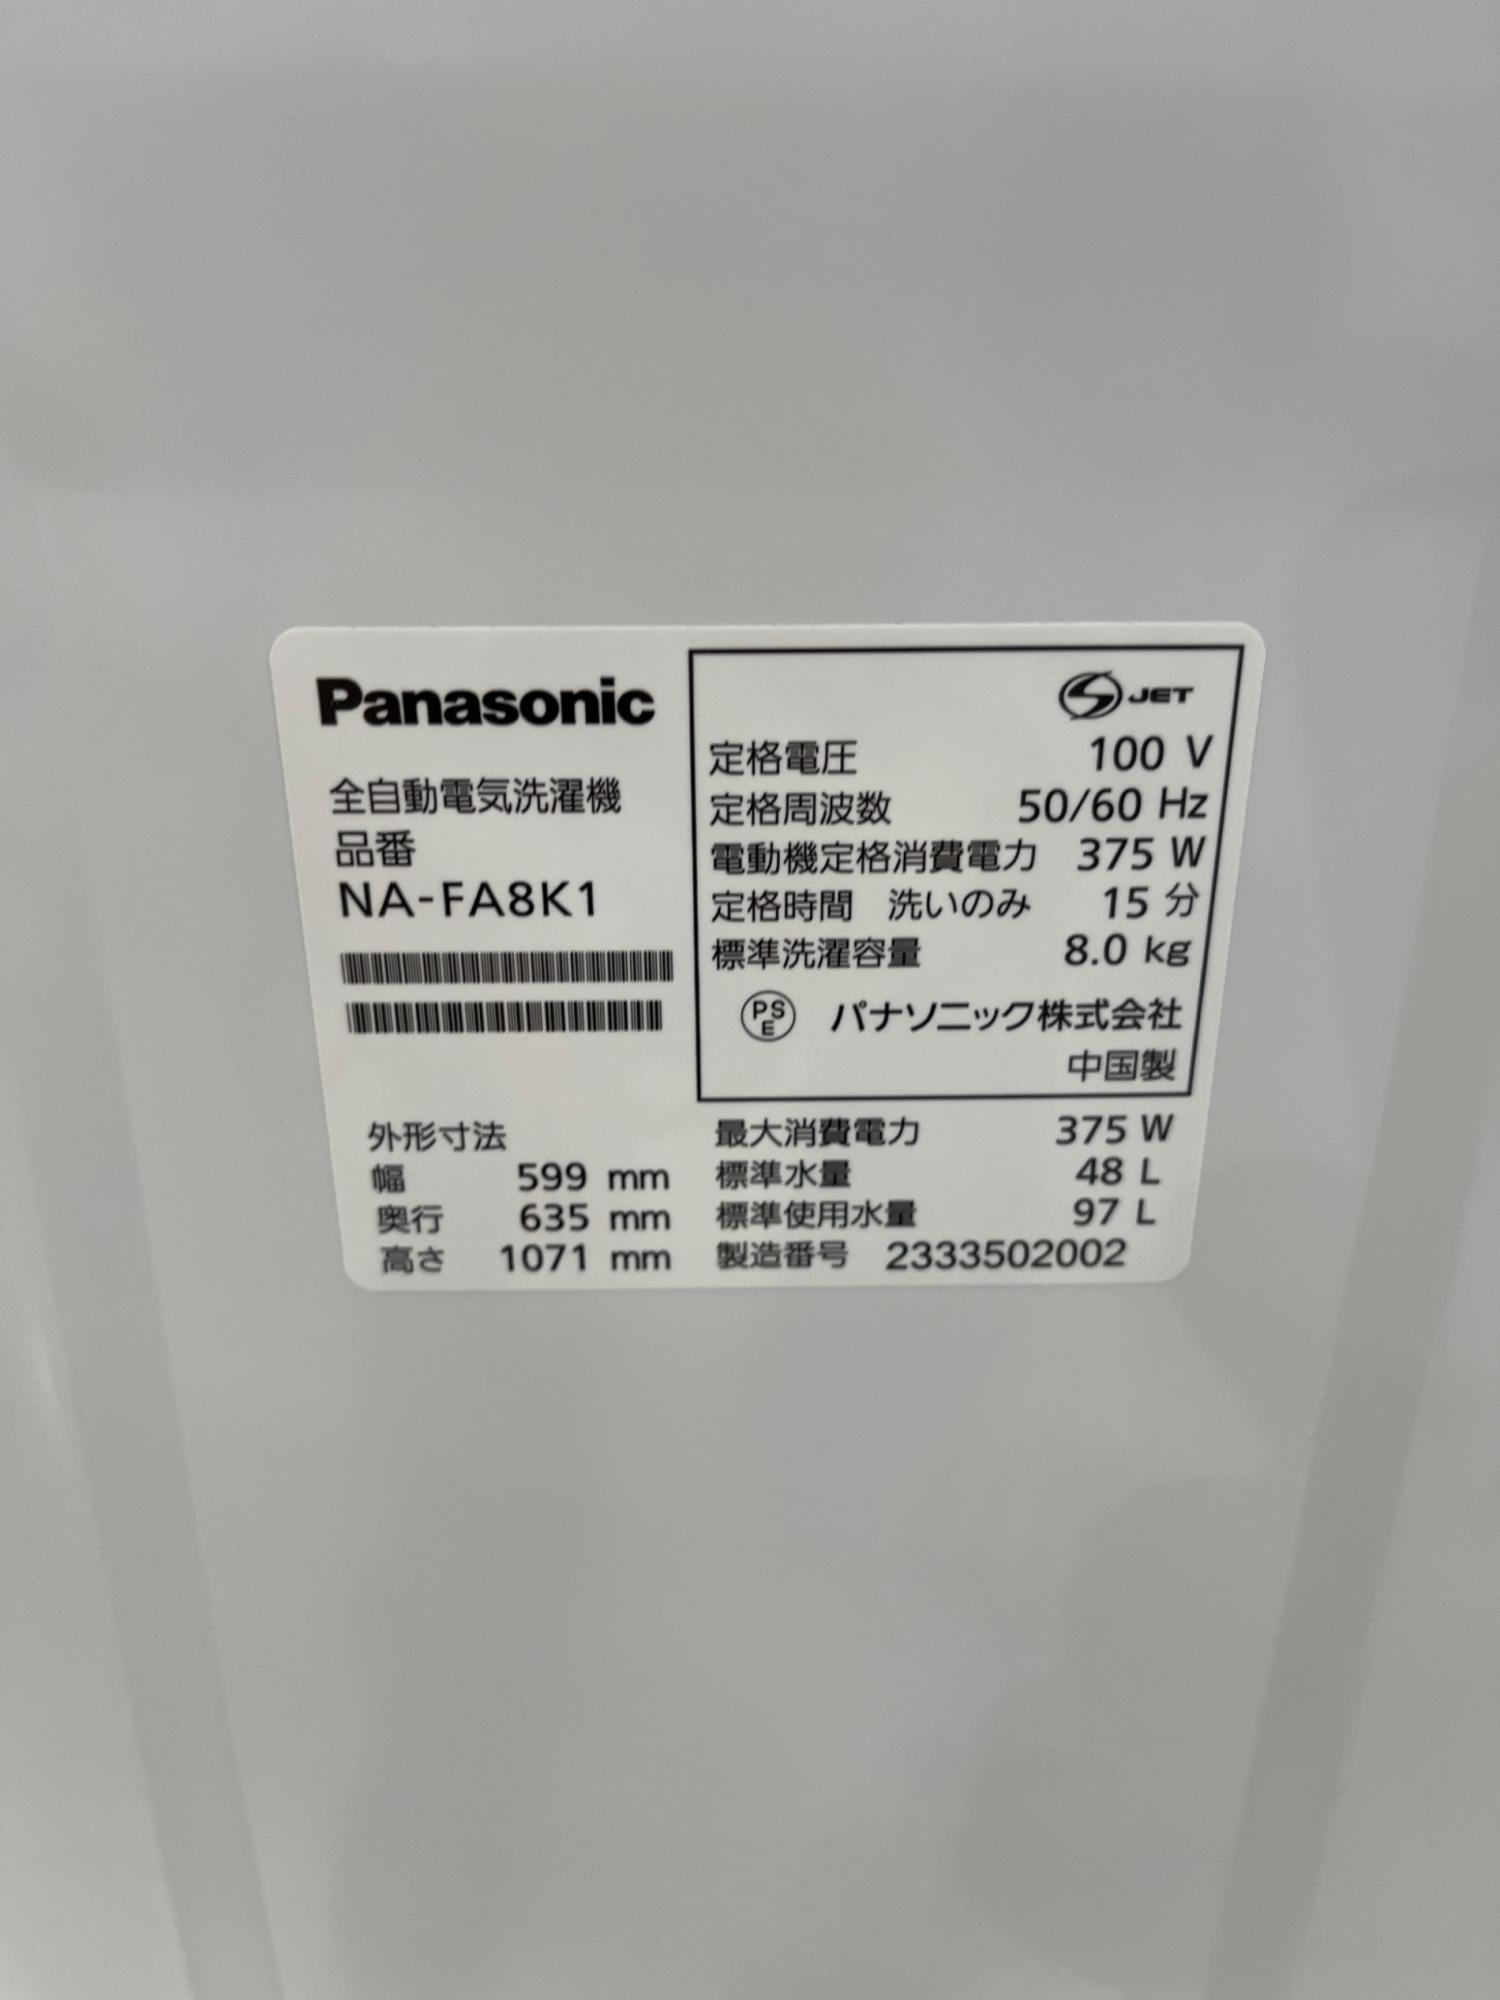 Panasonic
全自動電気洗濯機
品番
NA-FA8K1
JET
定格電圧 100 V
定格周波数 50/60 Hz
電動機定格消費電力 375 W
定格時間 洗いのみ 15 分
標準洗濯容量 8.0 kg
PS
E
パナソニック株式会社
中国製
外形寸法
幅 599 mm
奥行 635 mm
高さ 1071 mm
最大消費電力 375 W
標準水量 48 L
標準使用水量 97 L
製造番号 2333502002